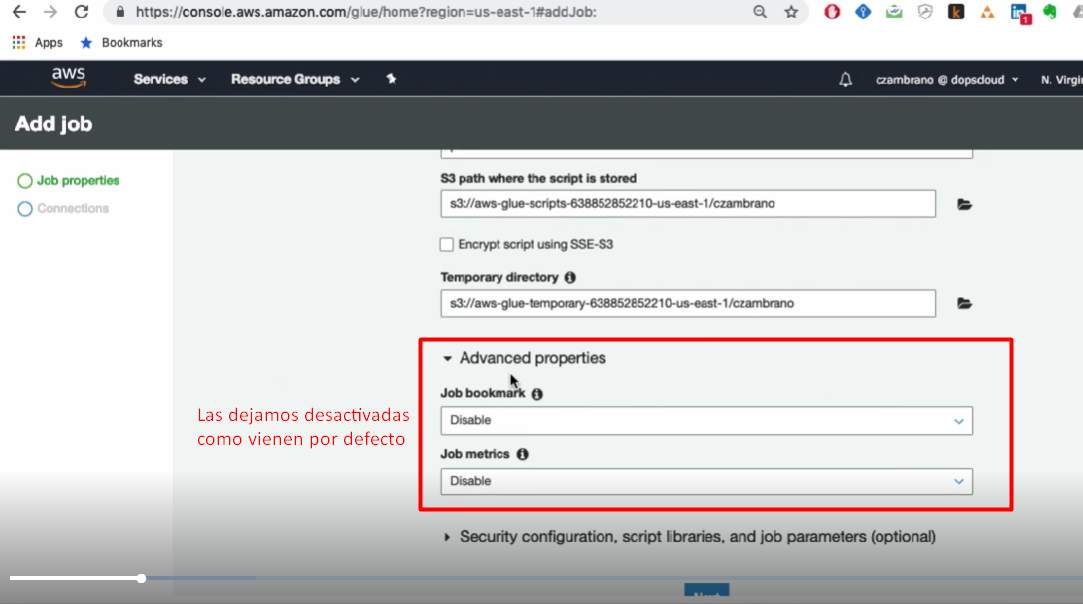 https://console.aws.amazon.com/glue/home?region=us-east-1#addJob:
1
Apps
Bookmarks
aws
Services
Resource Groups
czambrano @ dopsdoud
Add job
Job properties
Connections
S3 path where the script is stored
s3://aws-glue-scripts-638852852210-us-east-1/czambrano
Encrypt script using SSE-S3
Temporary directory
s3://aws-glue-temporary-638852852210-us-east-1/czambrano
Advanced properties
Job bookmark
Disable
Las dejamos desactivadas
como vienen por defecto
Job metrics
Disable
Security configuration, script libraries, and job parameters (optional)
Next